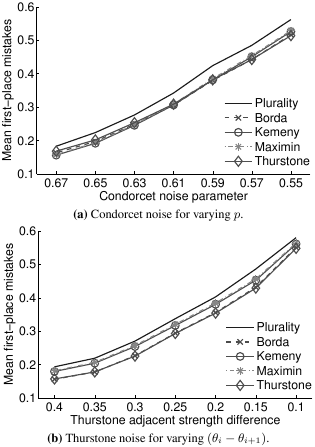 0.6
0.5
0.4
0.3
0.2
0.1
Mean first–place mistakes
Plurality
Borda
Kemeny
Maximin
Thurstone
0.67 0.65 0.63 0.61 0.59 0.57 0.55
Condorcet noise parameter
(a) Condorcet noise for varying p.
0.6
0.5
0.4
0.3
0.2
0.1
Mean first–place mistakes
Plurality
Borda
Kemeny
Maximin
Thurstone
0.4 0.35 0.3 0.25 0.2 0.15 0.1
Thurstone adjacent strength difference
(b) Thurstone noise for varying (θᵢ − θᵢ₊₁).